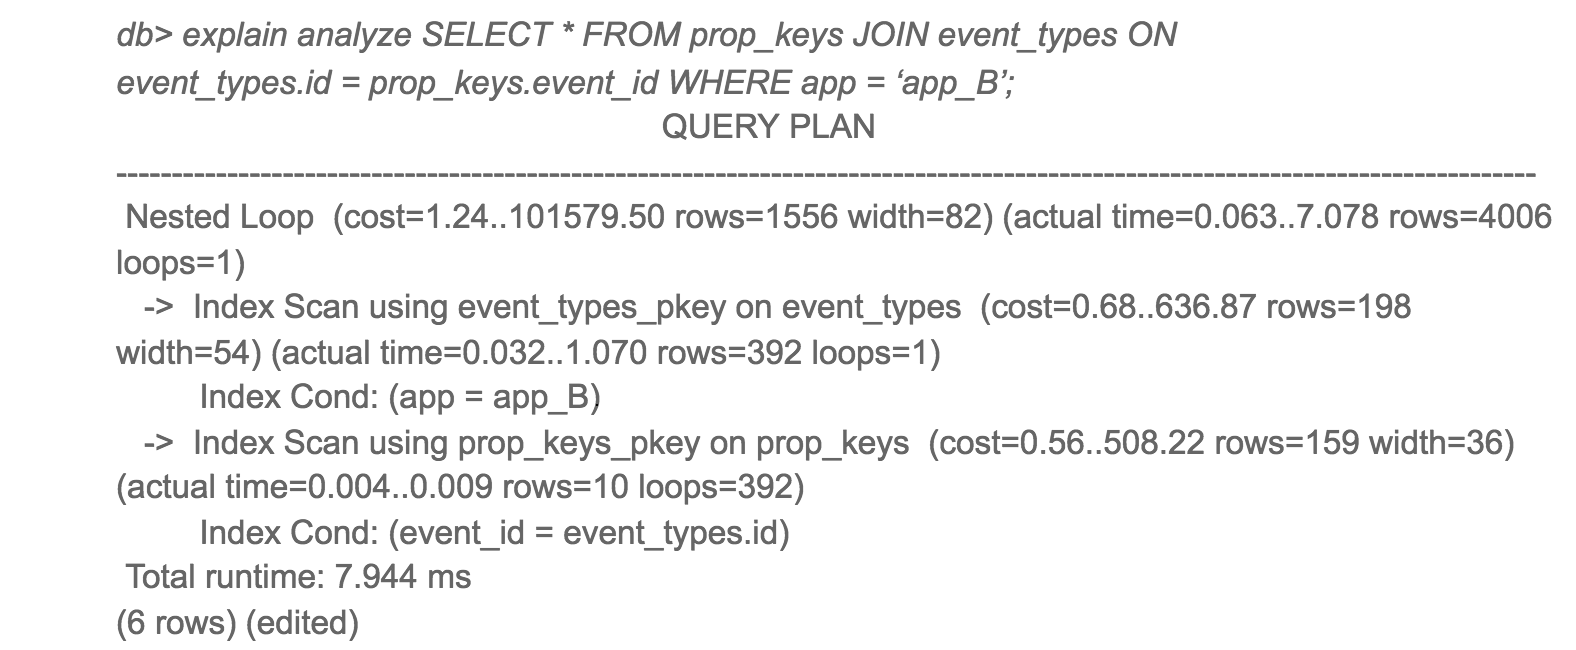 db> explain analyze SELECT * FROM prop_keys JOIN event_types ON
event_types.id = prop_keys.event_id WHERE app = ‘app_B’;
QUERY PLAN
--------------------------------------------------------------------------------------------------------------------------------
Nested Loop  (cost=1.24..101579.50 rows=1556 width=82) (actual time=0.063..7.078 rows=4006
loops=1)
->  Index Scan using event_types_pkey on event_types  (cost=0.68..636.87 rows=198
width=54) (actual time=0.032..1.070 rows=392 loops=1)
Index Cond: (app = app_B)
->  Index Scan using prop_keys_pkey on prop_keys  (cost=0.56..508.22 rows=159 width=36)
(actual time=0.004..0.009 rows=10 loops=392)
Index Cond: (event_id = event_types.id)
Total runtime: 7.944 ms
(6 rows) (edited)